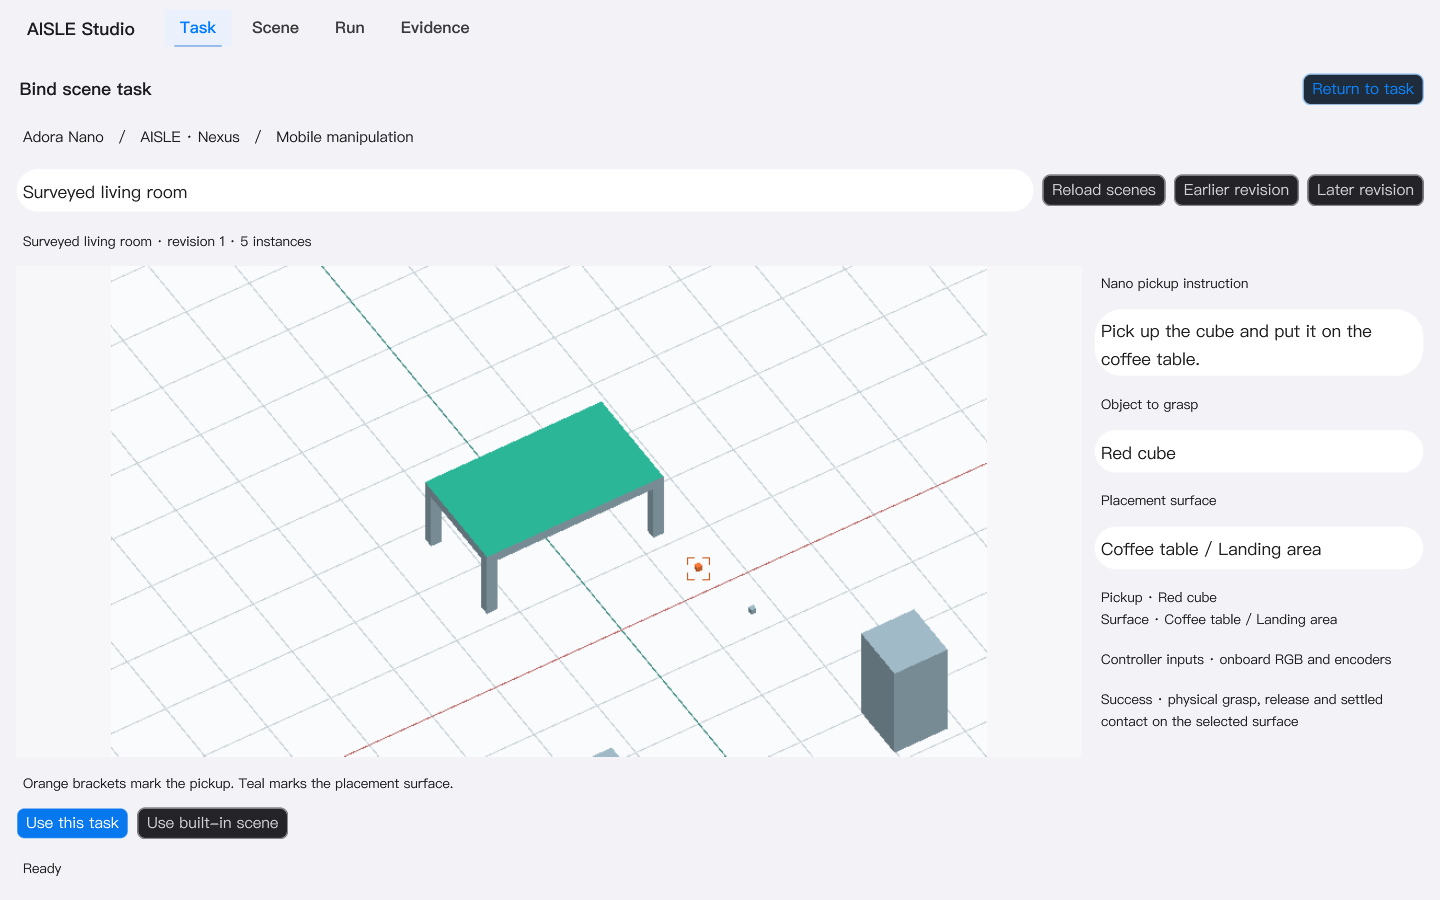 AISLE Studio
Task
Scene
Run
Evidence
Bind scene task
Return to task
Adora Nano / AISLE · Nexus / Mobile manipulation
Surveyed living room
Reload scenes
Earlier revision
Later revision
Surveyed living room · revision 1 · 5 instances
Nano pickup instruction
Pick up the cube and put it on the
coffee table.
Object to grasp
Red cube
Placement surface
Coffee table / Landing area
Pickup · Red cube
Surface · Coffee table / Landing area
Controller inputs · onboard RGB and encoders
Success · physical grasp, release and settled
contact on the selected surface
Orange brackets mark the pickup. Teal marks the placement surface.
Use this task
Use built-in scene
Ready